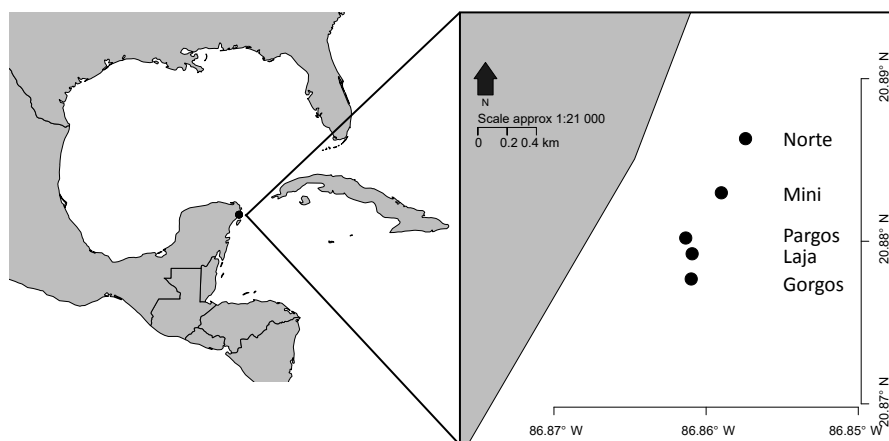 N
Scale approx 1:21 000
0 0.2 0.4 km
Norte
Mini
Pargos
Laja
Gorgos
20.89° N
20.88° N
20.87° N
86.87° W 86.86° W 86.85° W